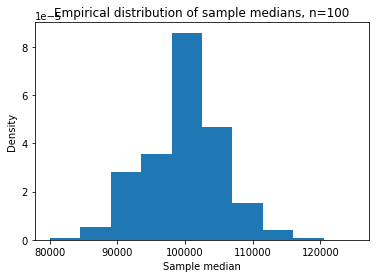 Empirical distribution of sample medians, n=100
1e-5
8
6
4
2
0
Density
80000 90000 100000 110000 120000
Sample median